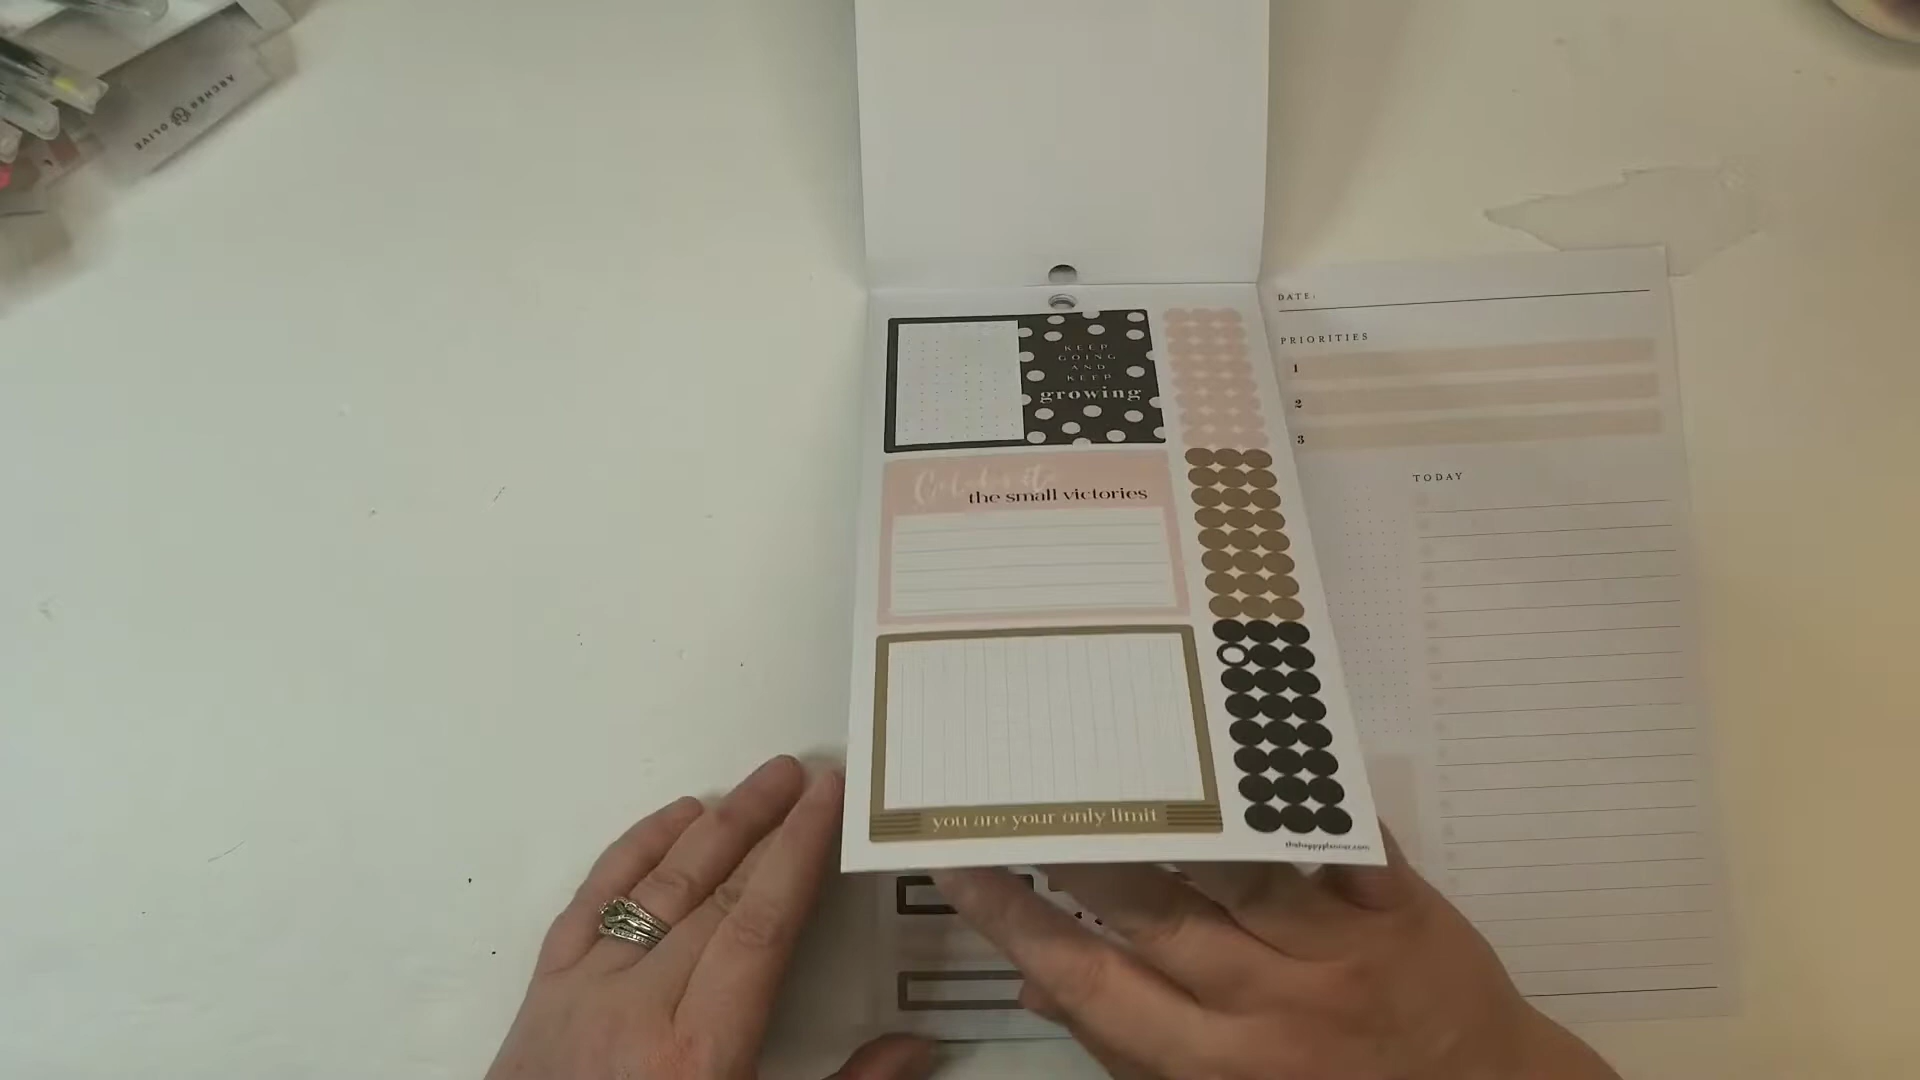 ARCHER & OLIVE
KEEP
GOING
AND
KEEP
growing
Celebrate
the small victories
you are your only limit
thehappyplanner.com
DATE:
PRIORITIES
1
2
3
TODAY